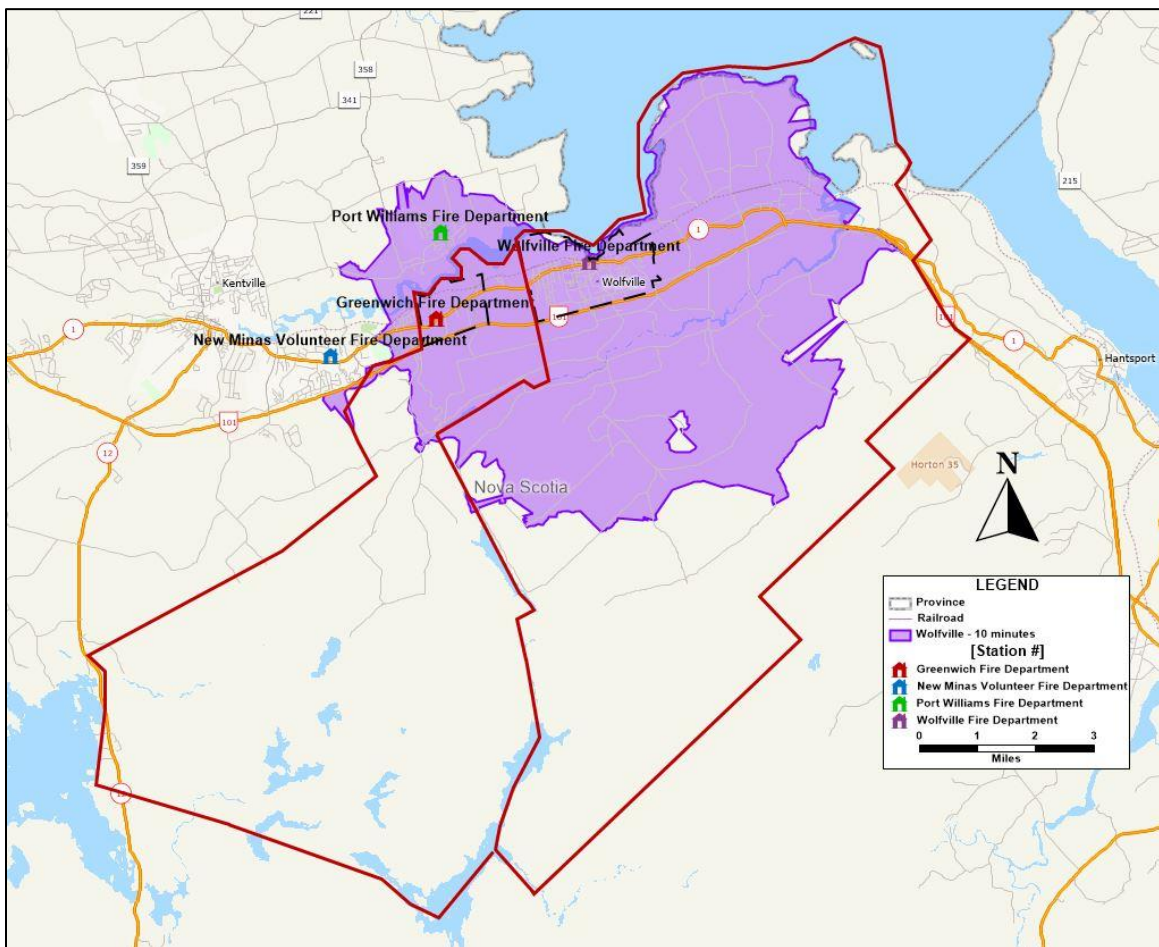 221
358
341
359
215
Port Williams Fire Department
1
Wolfville Fire Department
Kentville
Wolfville
Greenwich Fire Department
101
101
1
1
New Minas Volunteer Fire Department
Hantsport
101
12
Horton 35
N
Nova Scotia
LEGEND
Province
Railroad
Wolfville - 10 minutes
[Station #]
Greenwich Fire Department
New Minas Volunteer Fire Department
Port Williams Fire Department
Wolfville Fire Department
0 1 2 3
Miles